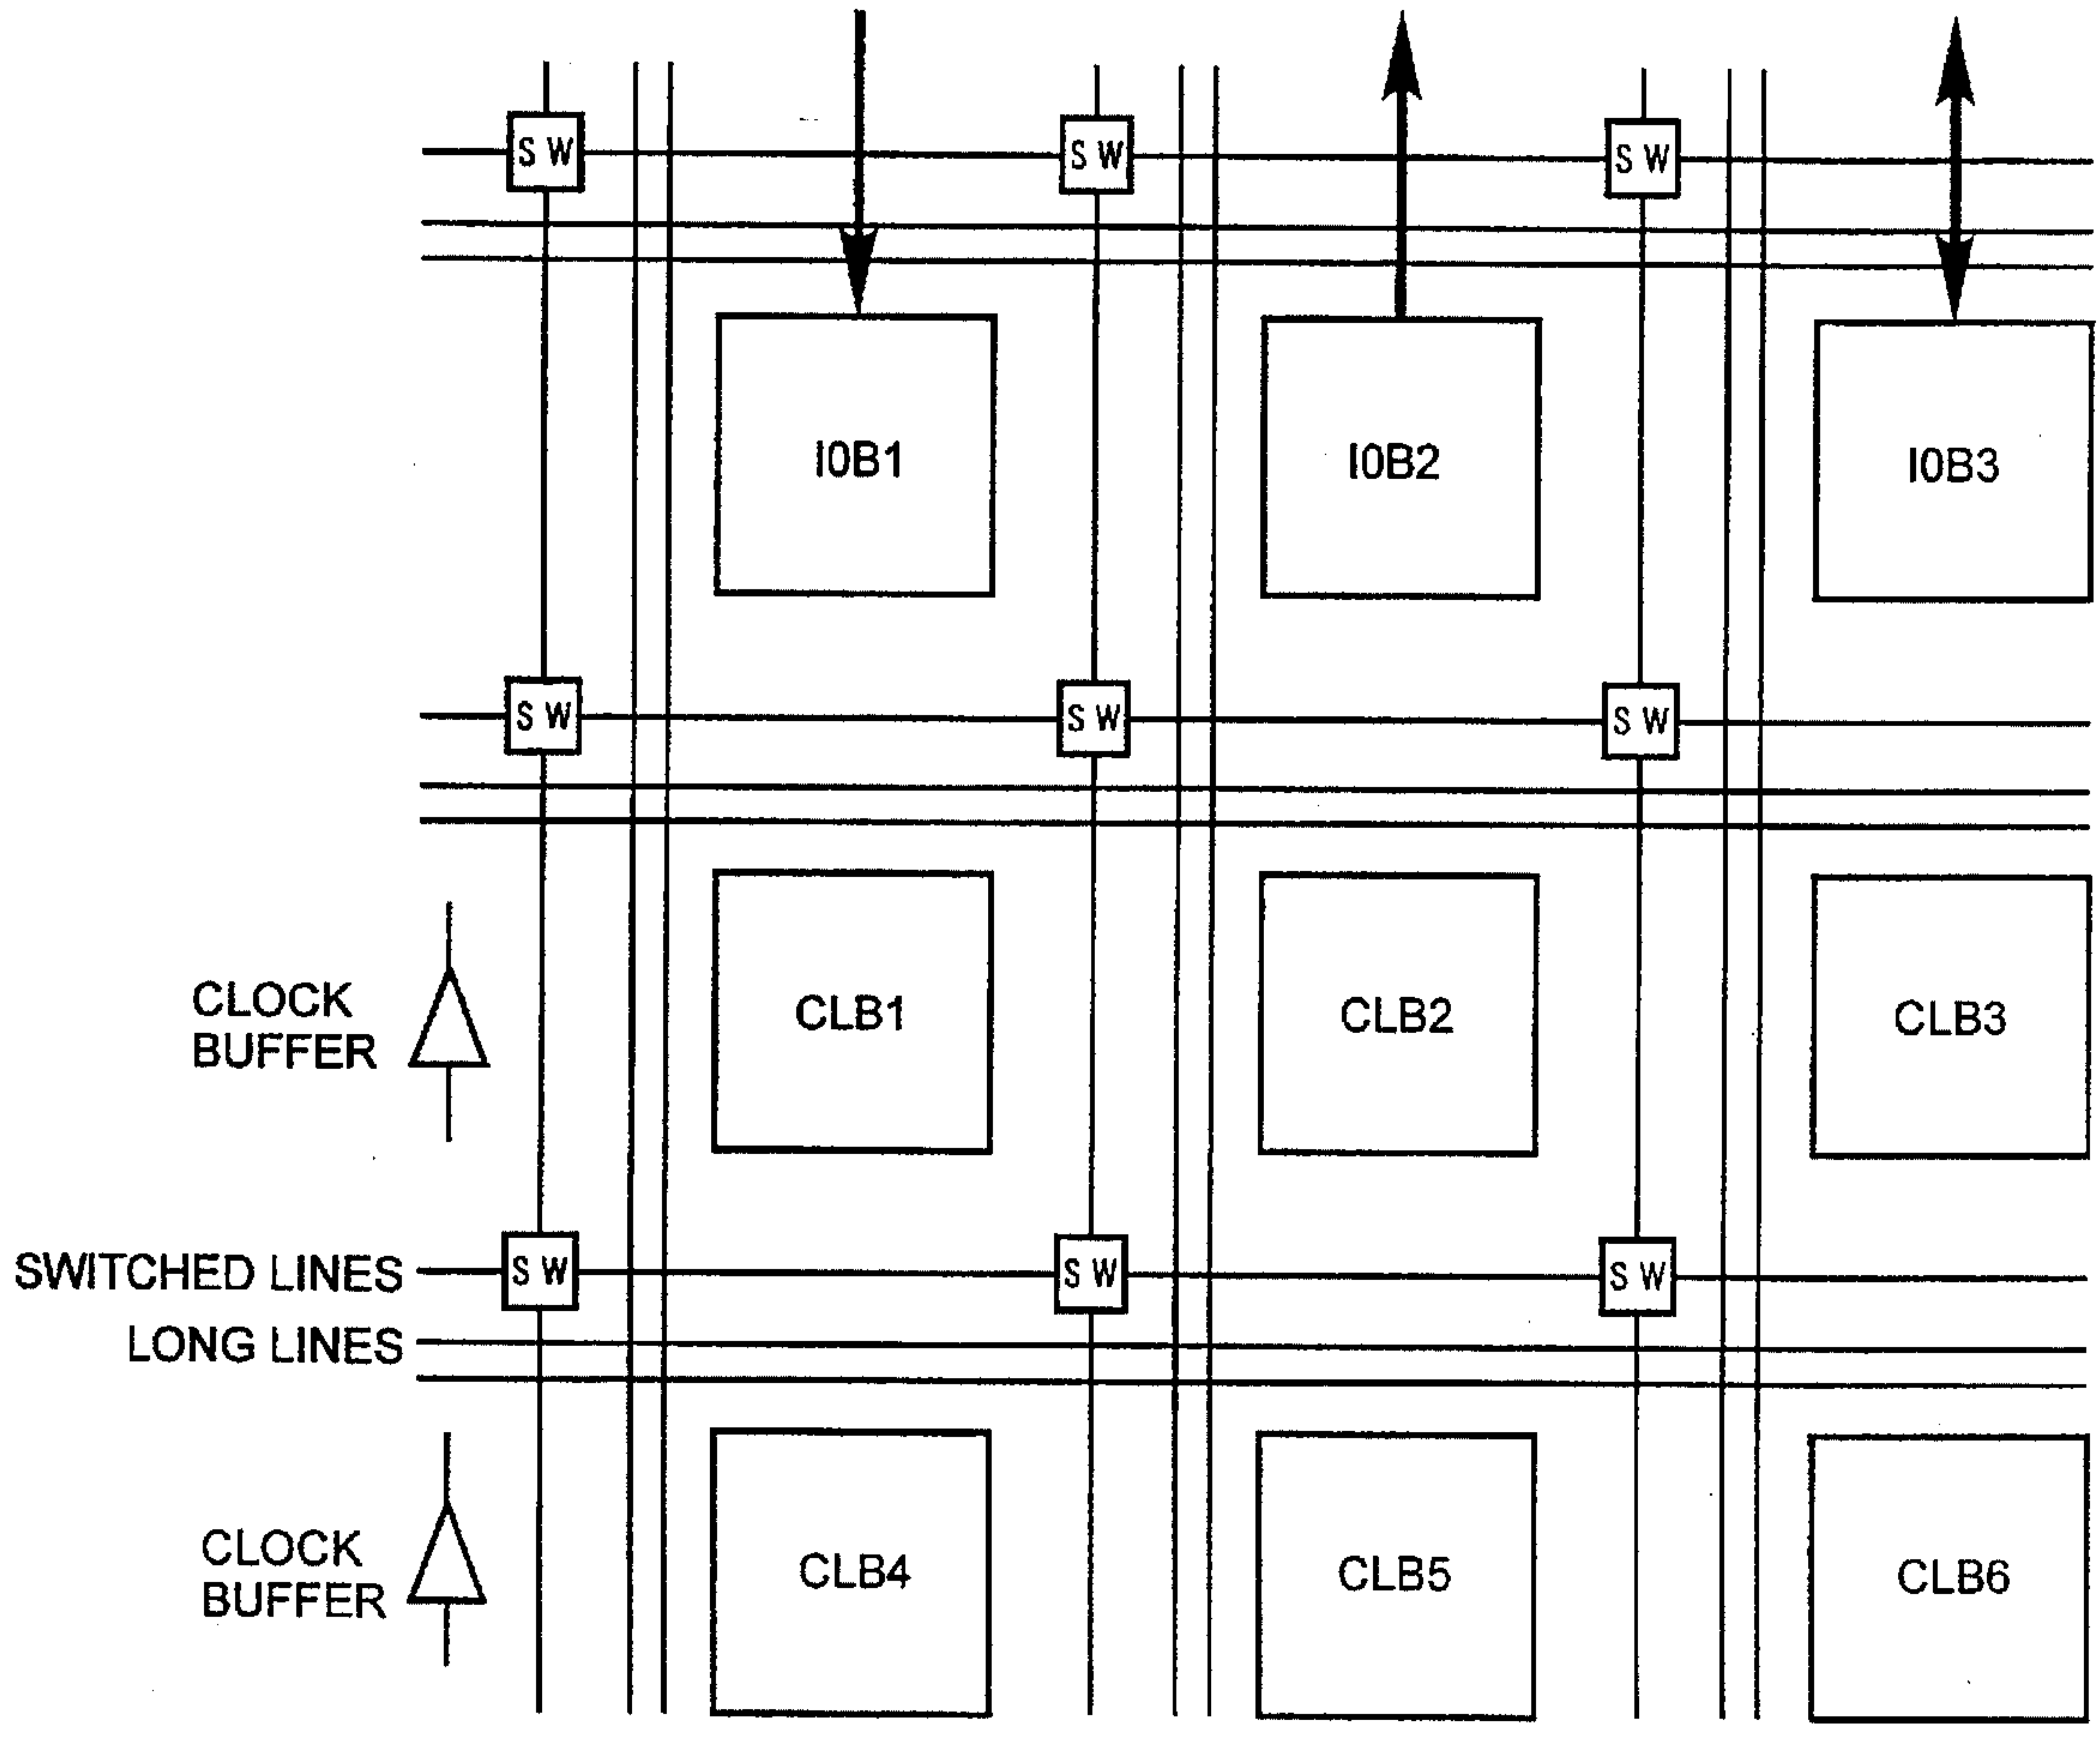 SW SW SW
I0B1 I0B2 I0B3
SW SW SW
CLOCK
BUFFER
CLB1 CLB2 CLB3
SWITCHED LINES SW SW SW
LONG LINES
CLOCK
BUFFER
CLB4 CLB5 CLB6